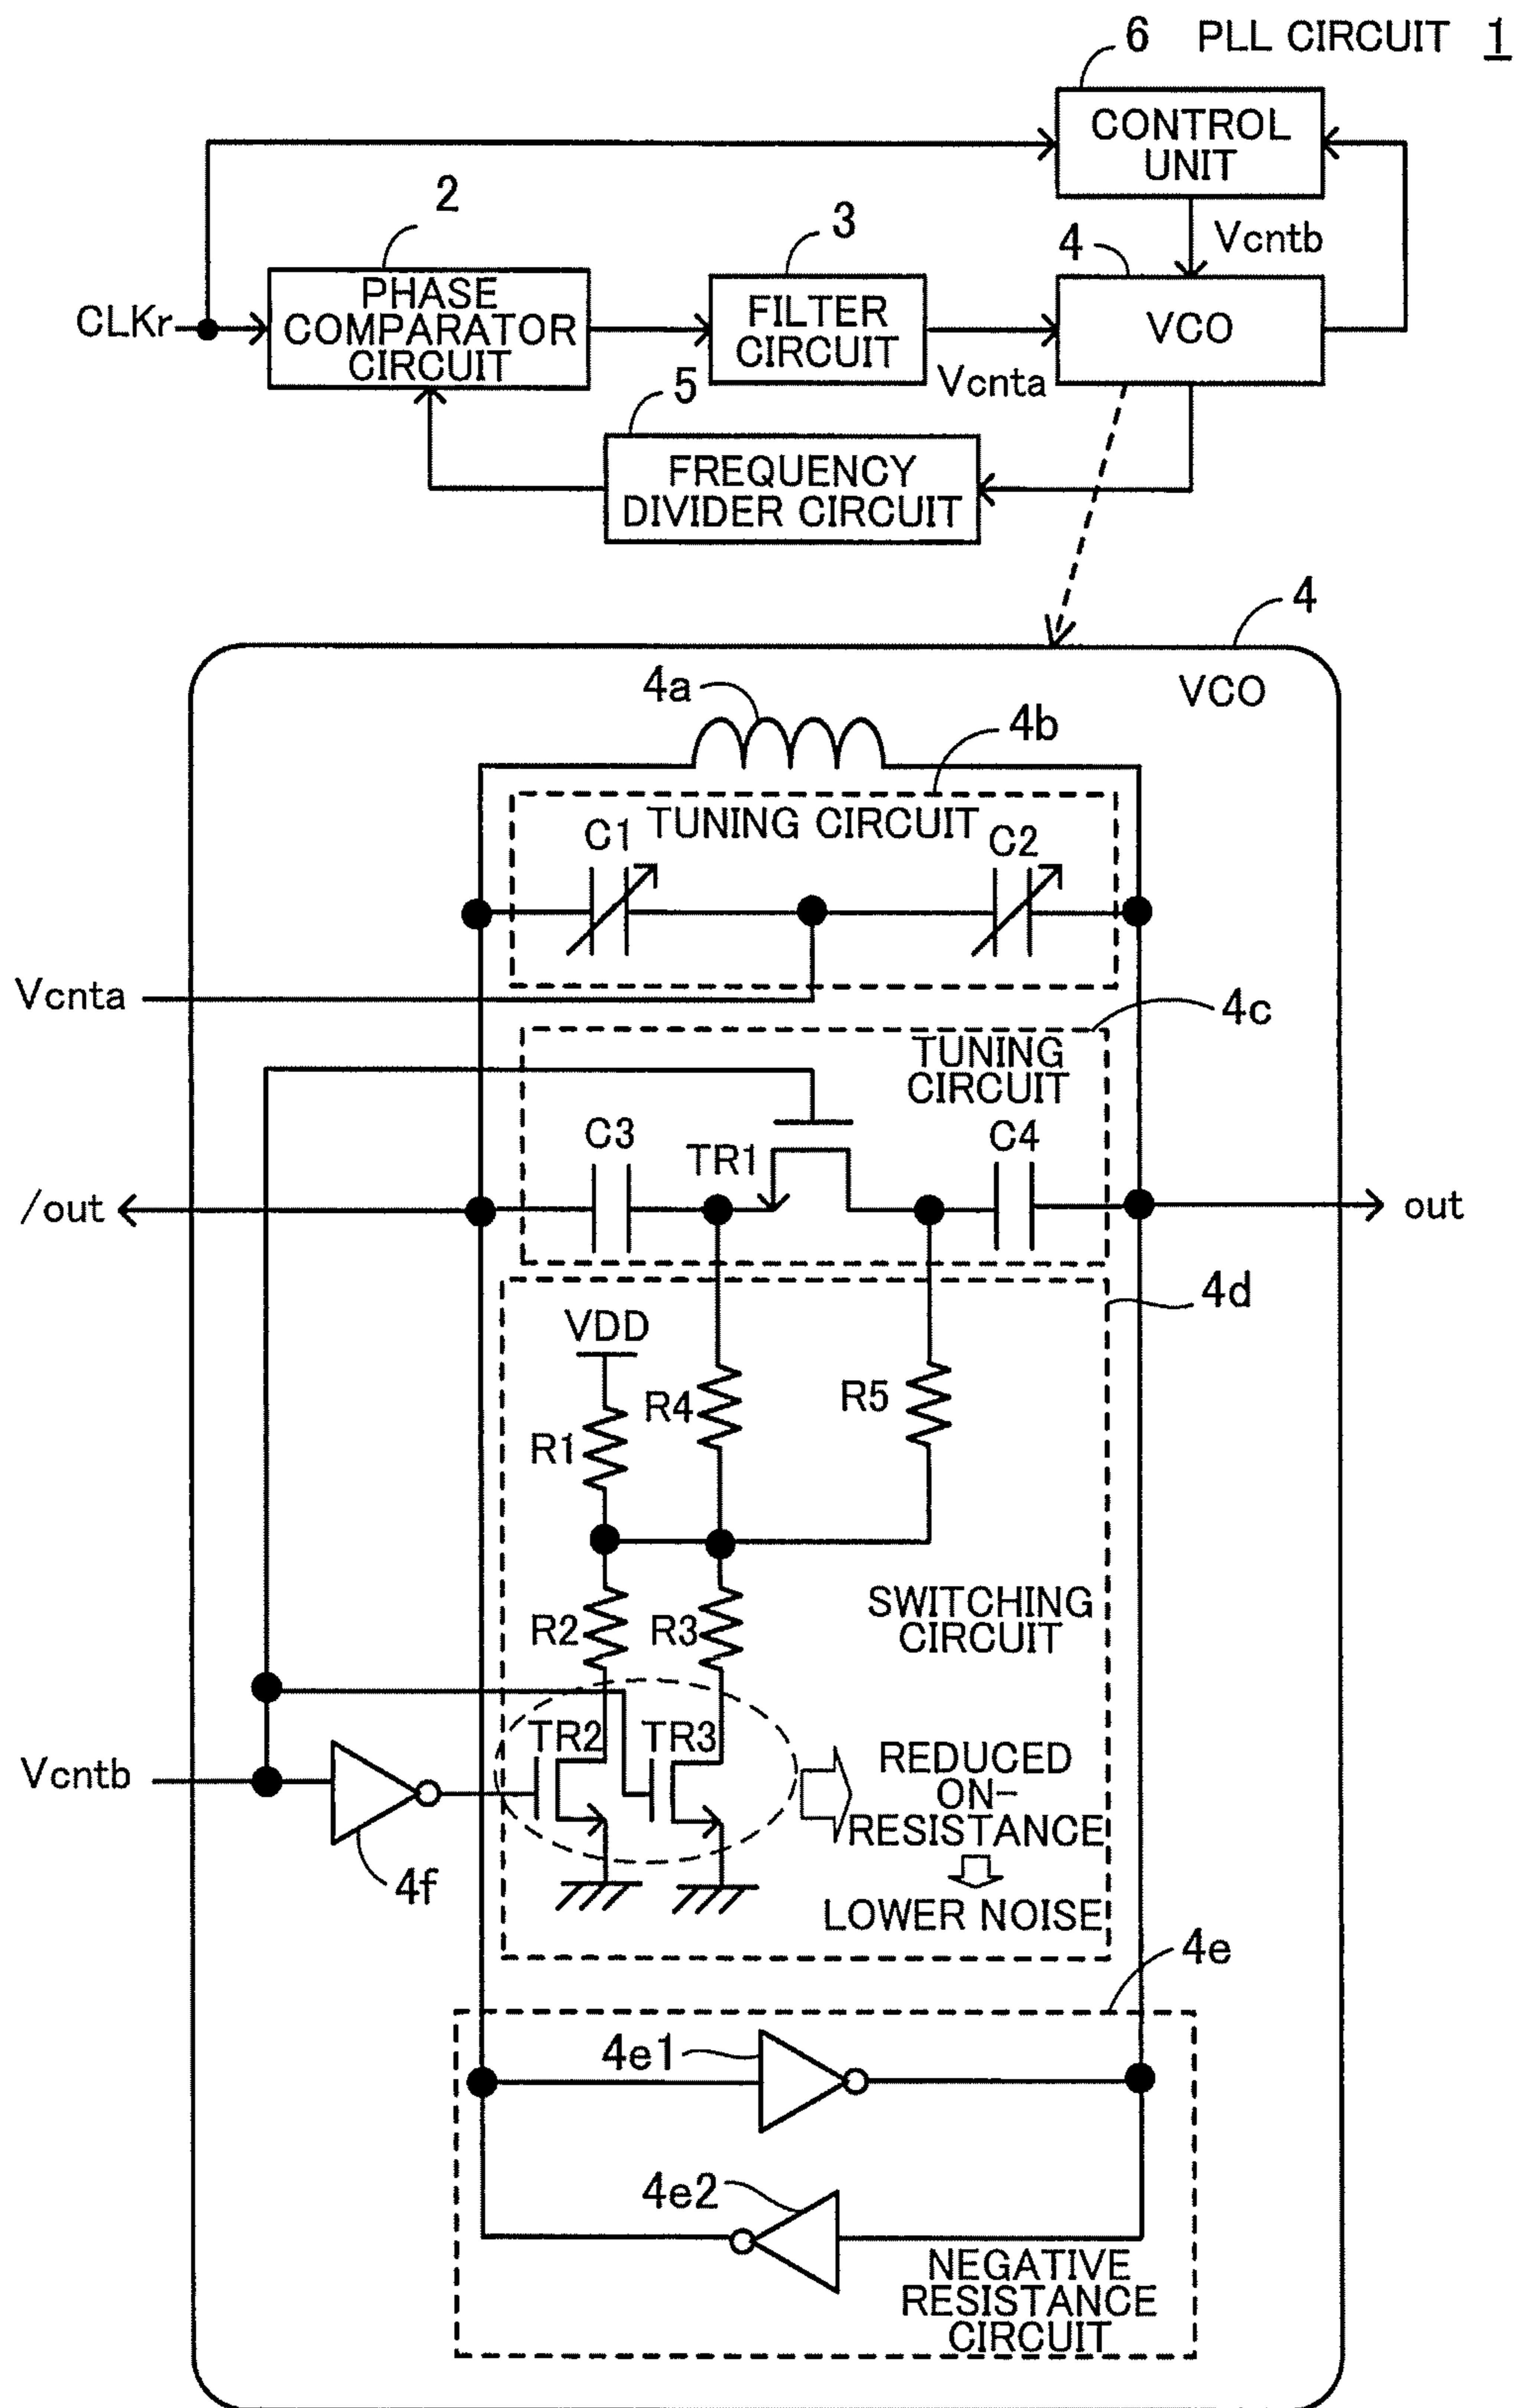 6 PLL CIRCUIT 1
CONTROL
UNIT
2
3
4
Vcntb
CLKr
PHASE
COMPARATOR
CIRCUIT
FILTER
CIRCUIT
VCO
Vcnta
5
FREQUENCY
DIVIDER CIRCUIT
4
VCO
4a
4b
TUNING CIRCUIT
C1
C2
Vcnta
4c
TUNING
CIRCUIT
C3
TR1
C4
/out
out
4d
VDD
R4
R5
R1
R2
R3
SWITCHING
CIRCUIT
TR2
TR3
Vcntb
REDUCED
ON-
RESISTANCE
4f
LOWER NOISE
4e
4e1
4e2
NEGATIVE
RESISTANCE
CIRCUIT